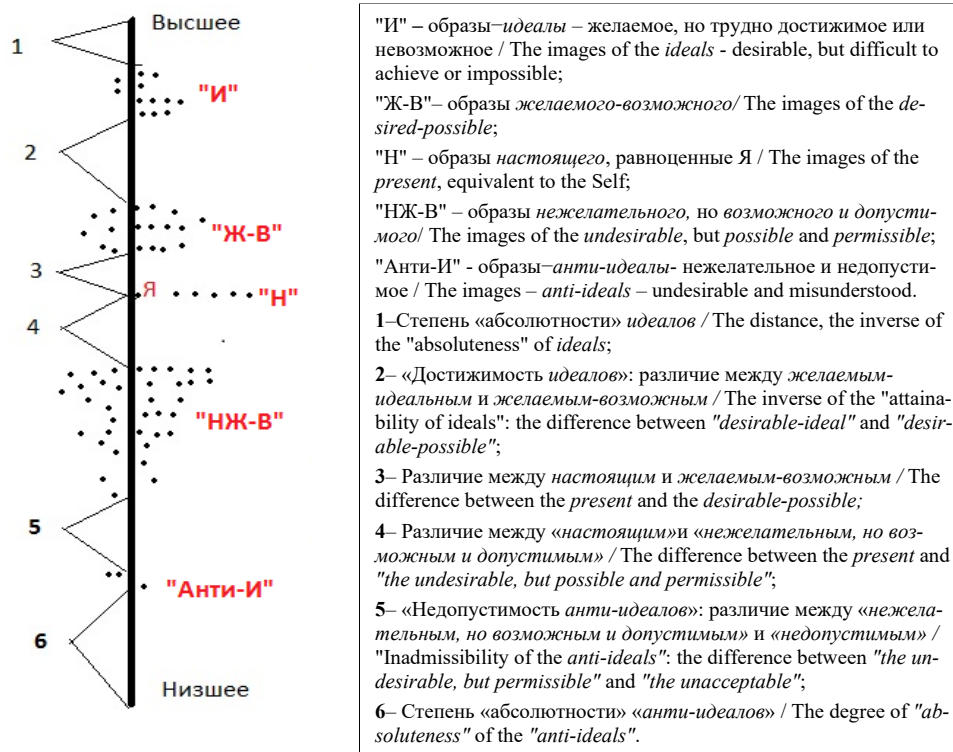 Высшее
1
"И"
2
"Ж-В"
3
Я
"Н"
4
"НЖ-В"
5
"Анти-И"
6
Низшее
"И" – образы−идеалы – желаемое, но трудно достижимое или
невозможное / The images of the ideals - desirable, but difficult to
achieve or impossible;
"Ж-В"– образы желаемого-возможного/ The images of the de-
sired-possible;
"Н" – образы настоящего, равноценные Я / The images of the
present, equivalent to the Self;
"НЖ-В" – образы нежелательного, но возможного и допусти-
мого/ The images of the undesirable, but possible and permissible;
"Анти-И" - образы−анти-идеалы- нежелательное и недопусти-
мое / The images – anti-ideals – undesirable and misunderstood.
1–Степень «абсолютности» идеалов / The distance, the inverse of
the "absoluteness" of ideals;
2– «Достижимость идеалов»: различие между желаемым-
идеальным и желаемым-возможным / The inverse of the "attaina-
bility of ideals": the difference between "desirable-ideal" and "desir-
able-possible";
3– Различие между настоящим и желаемым-возможным / The
difference between the present and the desirable-possible;
4– Различие между «настоящим»и «нежелательным, но воз-
можным и допустимым» / The difference between the present and
"the undesirable, but possible and permissible";
5– «Недопустимость анти-идеалов»: различие между «нежела-
тельным, но возможным и допустимым» и «недопустимым» /
"Inadmissibility of the anti-ideals": the difference between "the un-
desirable, but permissible" and "the unacceptable";
6– Степень «абсолютности» «анти-идеалов» / The degree of "ab-
soluteness" of the "anti-ideals".